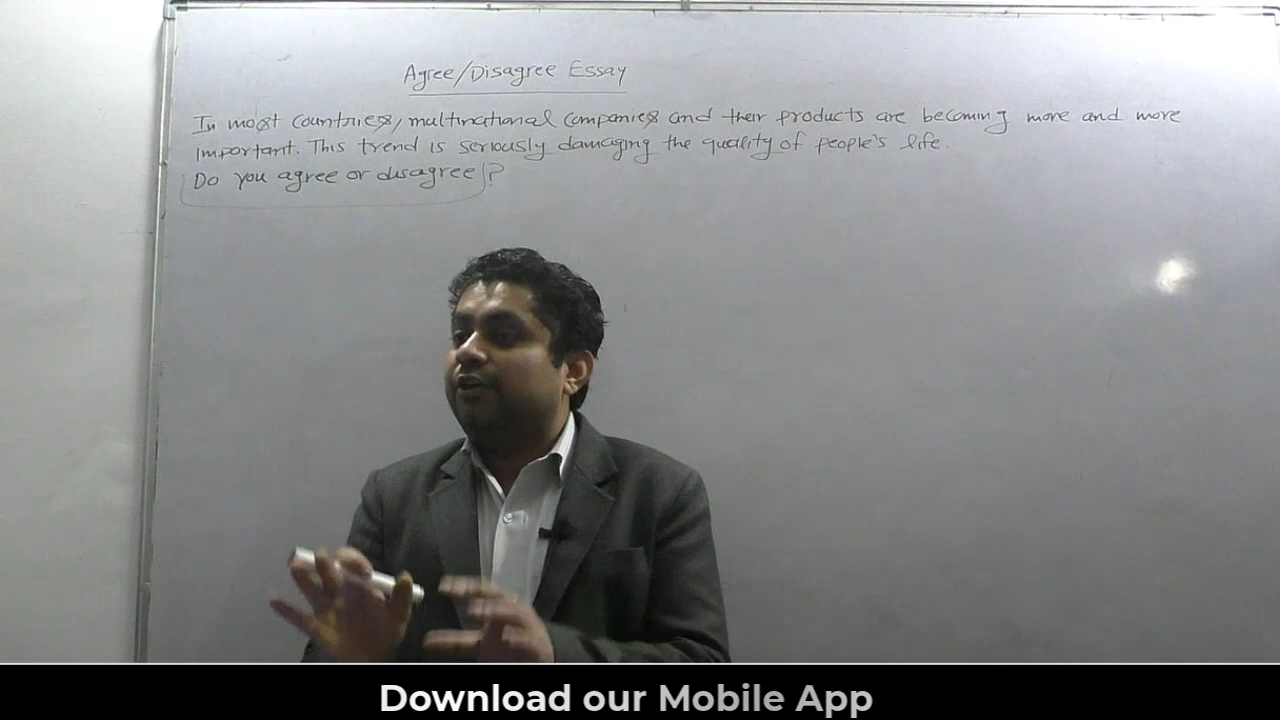 Agree/Disagree Essay
In most countries, multinational companies and their products are becoming more and more
important. This trend is seriously damaging the quality of people's life.
Do you agree or disagree?
Download our Mobile App